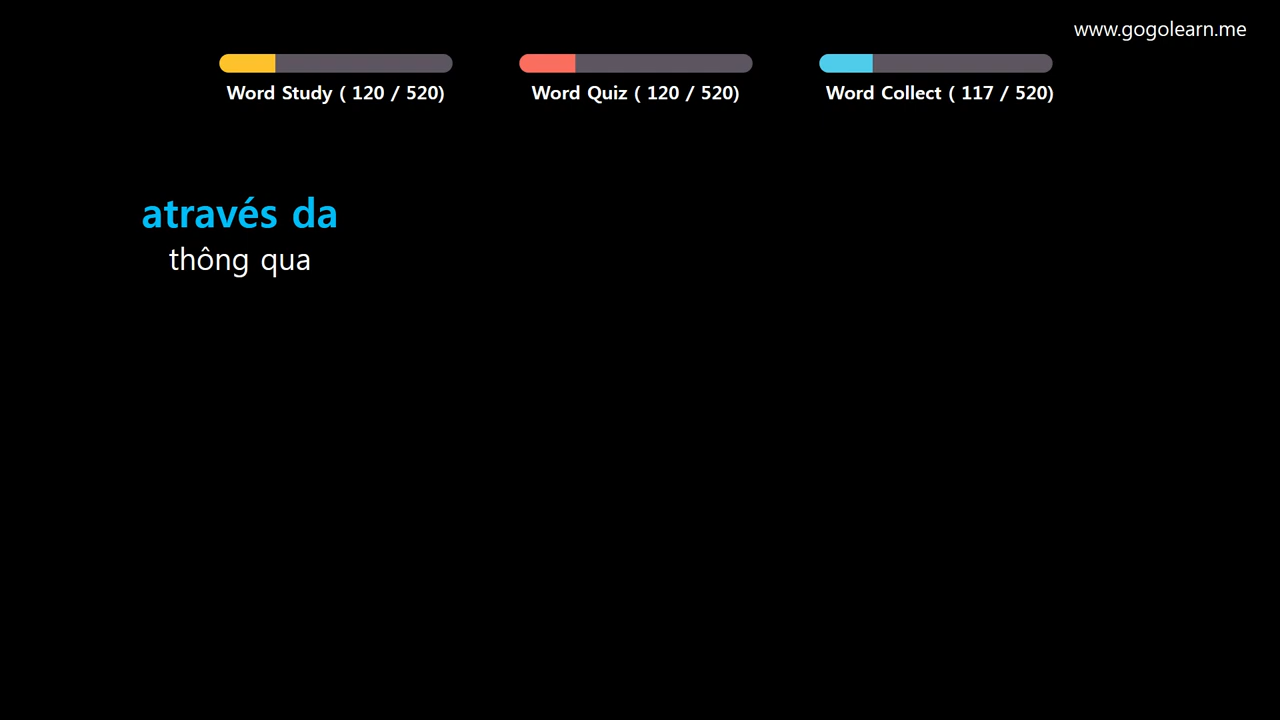 www.gogolearn.me
Word Study ( 120 / 520)
Word Quiz ( 120 / 520)
Word Collect ( 117 / 520)
através da
thông qua